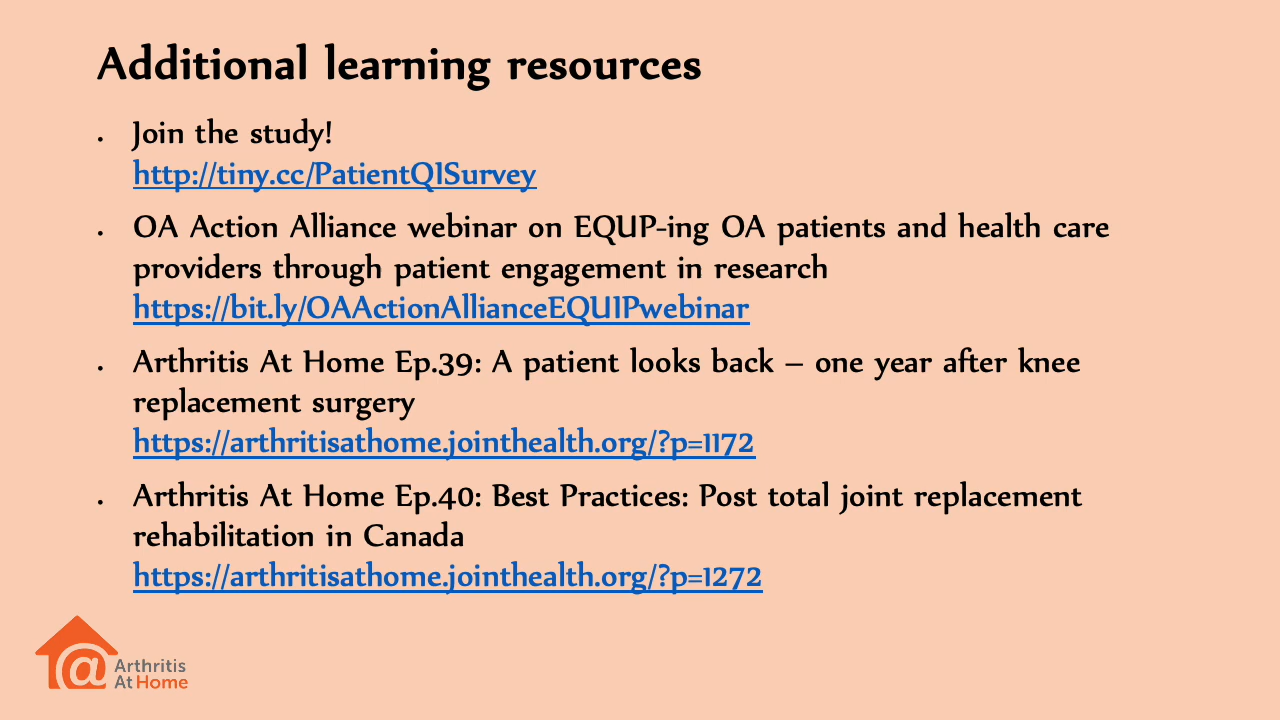 Additional learning resources
• Join the study!
http://tiny.cc/PatientQISurvey
• OA Action Alliance webinar on EQUP-ing OA patients and health care
providers through patient engagement in research
https://bit.ly/OAActionAllianceEQUIPwebinar
• Arthritis At Home Ep.39: A patient looks back – one year after knee
replacement surgery
https://arthritisathome.jointhealth.org/?p=1172
• Arthritis At Home Ep.40: Best Practices: Post total joint replacement
rehabilitation in Canada
https://arthritisathome.jointhealth.org/?p=1272
@ Arthritis
At Home